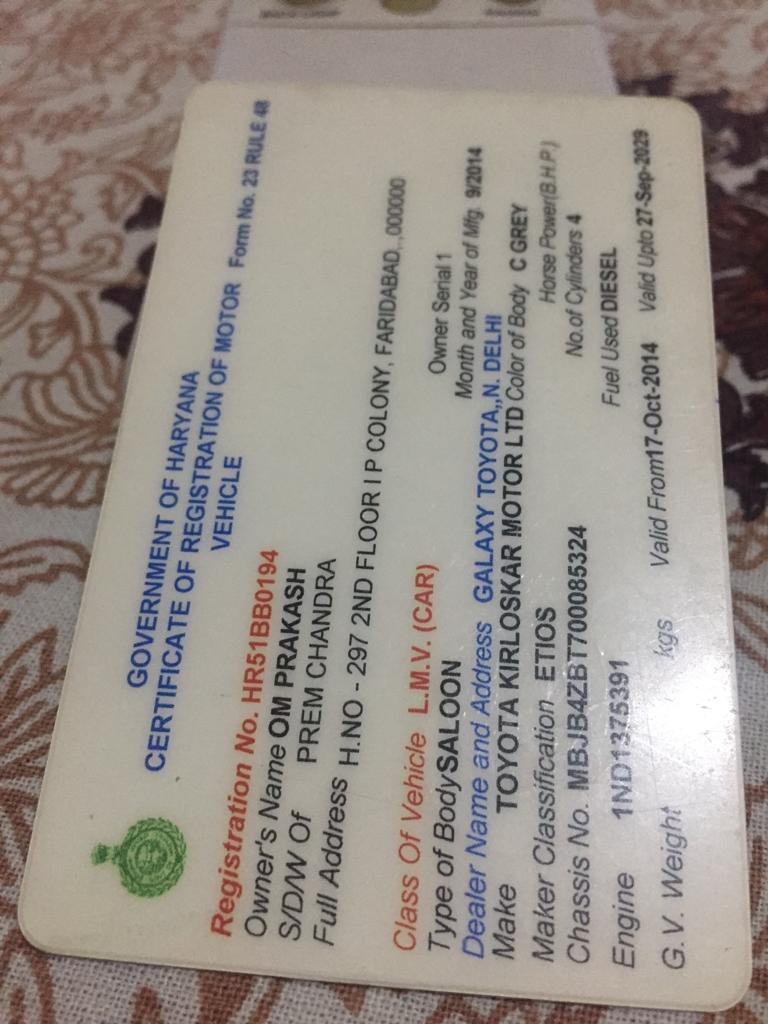 GOVERNMENT OF HARYANA
CERTIFICATE OF REGISTRATION OF MOTOR Form No. 23 RULE 48
VEHICLE
Registration No. HR51BB0194
Owner's Name OM PRAKASH
S/D/W Of PREM CHANDRA
Full Address H.NO - 297 2ND FLOOR I P COLONY, FARIDABAD,.,000000
Class Of Vehicle L.M.V. (CAR) Owner Serial 1
Type of Body SALOON Month and Year of Mfg. 9/2014
Dealer Name and Address GALAXY TOYOTA,,N. DELHI
Make TOYOTA KIRLOSKAR MOTOR LTD Color of Body C GREY
Maker Classification ETIOS Horse Power(B.H.P.)
Chassis No. MBJB4ZBT700085324 No.of Cylinders 4
Engine 1ND1375391 Fuel Used DIESEL
G.V. Weight kgs Valid From 17-Oct-2014 Valid Upto 27-Sep-2029